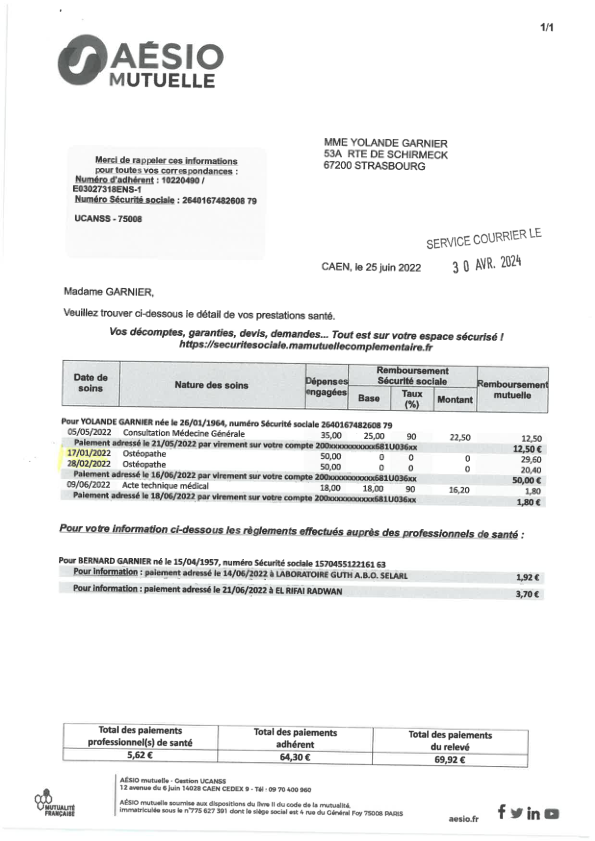 1/1
AÉSIO
MUTUELLE
MME YOLANDE GARNIER
53A RTE DE SCHIRMECK
67200 STRASBOURG
Merci de rappeler ces informations
pour toutes vos correspondances :
Numéro d'adhérent : 10220490 /
E03027318ENS-1
Numéro Sécurité sociale : 2640167482608 79
UCANSS - 75008
SERVICE COURRIER LE
30 AVR. 2024
CAEN, le 25 juin 2022
Madame GARNIER,
Veuillez trouver ci-dessous le détail de vos prestations santé.
Vos décomptes, garanties, devis, demandes... Tout est sur votre espace sécurisé !
https://securitesociale.mamutuellecomplementaire.fr
Date de soins Nature des soins Dépenses engagées Remboursement Sécurité sociale Remboursement mutuelle
Base Taux (%) Montant
Pour YOLANDE GARNIER née le 26/01/1964, numéro Sécurité sociale 2640167482608 79
05/05/2022 Consultation Médecine Générale 35,00 25,00 90 22,50 12,50
Paiement adressé le 21/05/2022 par virement sur votre compte 200xxxxxxxxxxx681U036xx 12,50 €
17/01/2022 Ostéopathe 50,00 0 0 0 29,60
28/02/2022 Ostéopathe 50,00 0 0 0 20,40
Paiement adressé le 16/06/2022 par virement sur votre compte 200xxxxxxxxxxx681U036xx 50,00 €
09/06/2022 Acte technique médical 18,00 18,00 90 16,20 1,80
Paiement adressé le 18/06/2022 par virement sur votre compte 200xxxxxxxxxxx681U036xx 1,80 €
Pour votre information ci-dessous les règlements effectués auprès des professionnels de santé :
Pour BERNARD GARNIER né le 15/04/1957, numéro Sécurité sociale 1570455122161 63
Pour information : paiement adressé le 14/06/2022 à LABORATOIRE GUTH A.B.O. SELARL 1,92 €
Pour information : paiement adressé le 21/06/2022 à EL RIFAI RADWAN 3,70 €
Total des paiements professionnel(s) de santé Total des paiements adhérent Total des paiements du relevé
5,62 € 64,30 € 69,92 €
MUTUALITÉ
FRANÇAISE
AÉSIO mutuelle - Gestion UCANSS
12 avenue du 6 juin 14028 CAEN CEDEX 9 - Tél : 09 70 400 960
AÉSIO mutuelle soumise aux dispositions du livre II du code de la mutualité.
Immatriculée sous le n°775 627 391 dont le siège social est 4 rue du Général Foy 75008 PARIS
aesio.fr